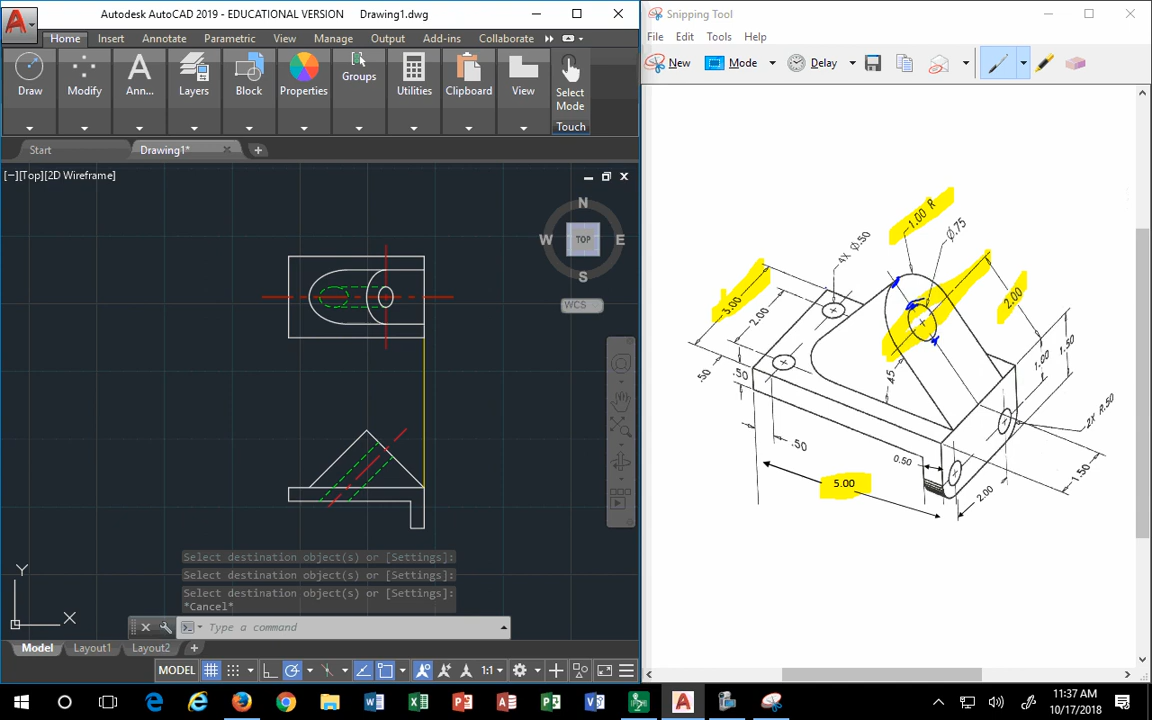 Autodesk AutoCAD 2019 - EDUCATIONAL VERSION Drawing1.dwg
Home Insert Annotate Parametric View Manage Output Add-ins Collaborate
Draw Modify Ann... Layers Block Properties Groups Utilities Clipboard View Select Mode
Touch
Start Drawing1* +
[−][Top][2D Wireframe]
N
W TOP E
S
WCS
Select destination object(s) or [Settings]:
Select destination object(s) or [Settings]:
Select destination object(s) or [Settings]:
*Cancel*
Y
X
Type a command
Model Layout1 Layout2 +
MODEL 1:1
Snipping Tool
File Edit Tools Help
New Mode Delay
1.00 R
Ø.75
4X Ø.50
3.00
2.00
2.00
1.50
1.00
.50
.50
45
2X R.50
.50
0.50
5.00
1.50
2.00
11:37 AM
10/17/2018